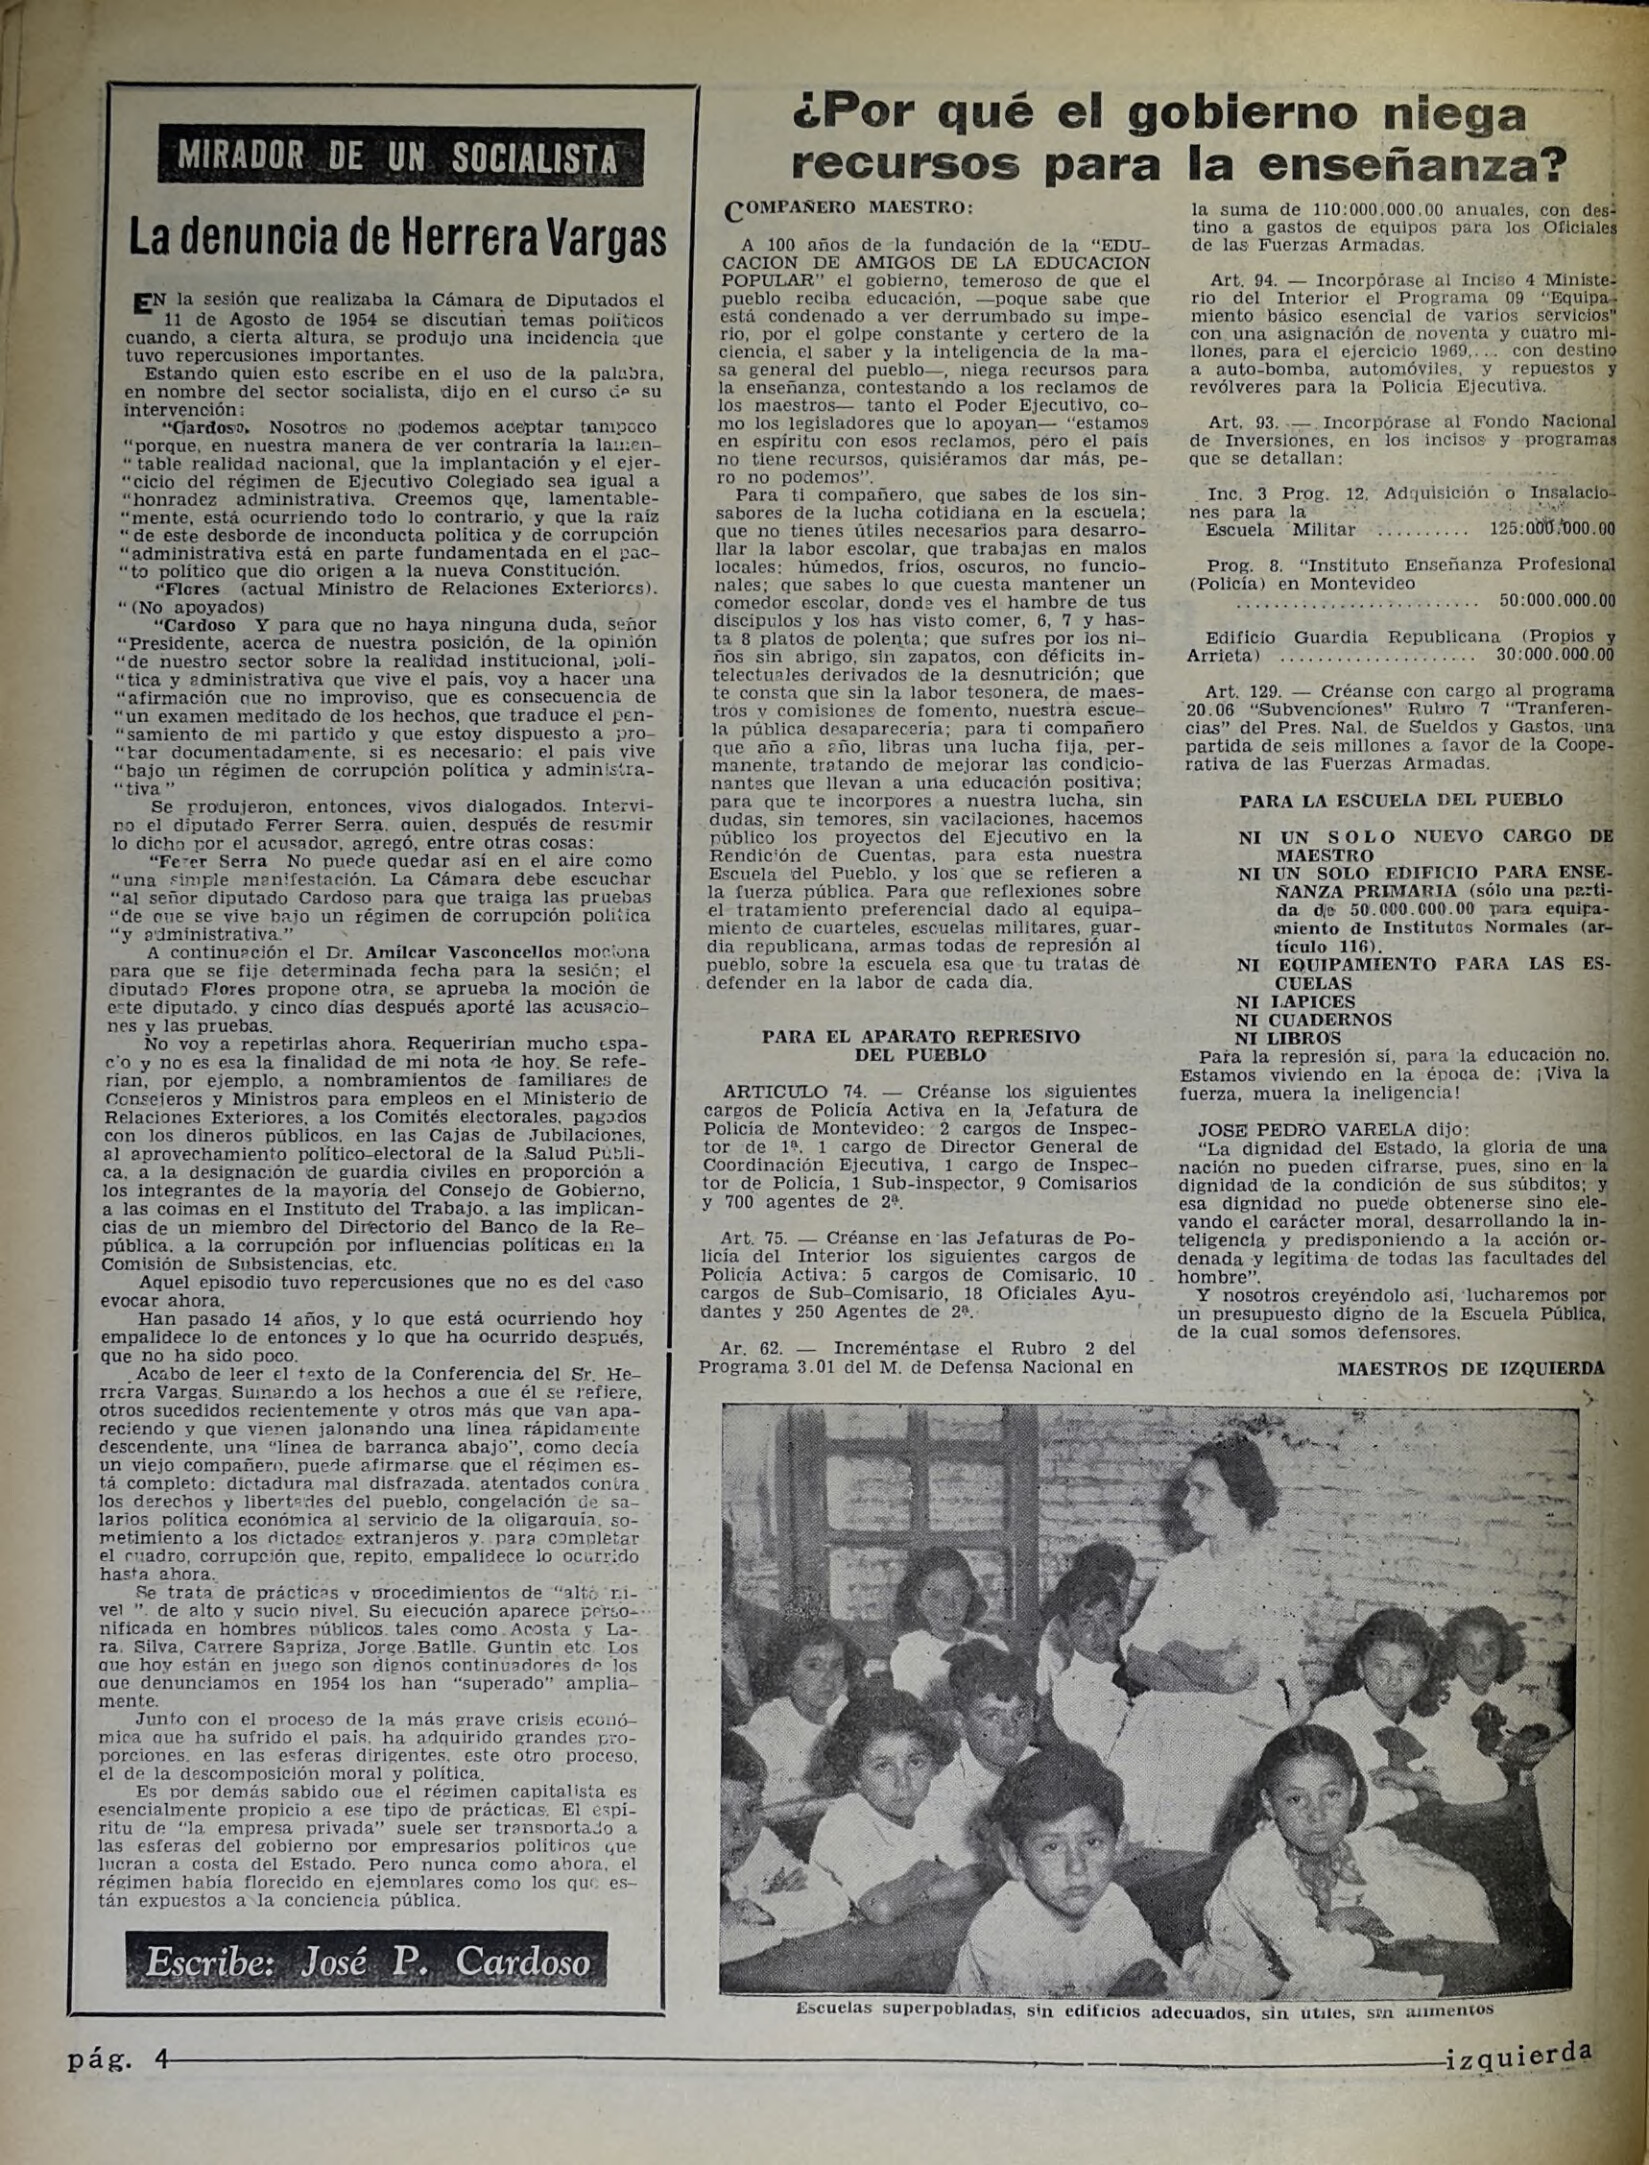 MIRADOR DE UN SOCIALISTA
La denuncia de Herrera Vargas
EN la sesión que realizaba la Cámara de Diputados el
11 de Agosto de 1954 se discutían temas políticos
cuando, a cierta altura, se produjo una incidencia que
tuvo repercusiones importantes.
Estando quien esto escribe en el uso de la palabra,
en nombre del sector socialista, dijo en el curso de su
intervención:
"Cardoso. Nosotros no podemos aceptar tampoco
"porque, en nuestra manera de ver contraría la lamen-
"table realidad nacional, que la implantación y el ejer-
"cicio del régimen de Ejecutivo Colegiado sea igual a
"honradez administrativa. Creemos que, lamentable-
"mente, está ocurriendo todo lo contrario, y que la raíz
"de este desborde de inconducta política y de corrupción
"administrativa está en parte fundamentada en el pac-
"to político que dio origen a la nueva Constitución.
"Flores (actual Ministro de Relaciones Exteriores).
"(No apoyados)
"Cardoso Y para que no haya ninguna duda, señor
"Presidente, acerca de nuestra posición, de la opinión
"de nuestro sector sobre la realidad institucional, polí-
"tica y administrativa que vive el país, voy a hacer una
"afirmación que no improviso, que es consecuencia de
"un examen meditado de los hechos, que traduce el pen-
"samiento de mi partido y que estoy dispuesto a pro-
"bar documentadamente, si es necesario: el país vive
"bajo un régimen de corrupción política y administra-
"tiva"
Se produjeron, entonces, vivos dialogados. Intervi-
no el diputado Ferrer Serra, quien, después de resumir
lo dicho por el acusador, agregó, entre otras cosas:
"Ferer Serra No puede quedar así en el aire como
"una simple manifestación. La Cámara debe escuchar
"al señor diputado Cardoso para que traiga las pruebas
"de que se vive bajo un régimen de corrupción política
"y administrativa."
A continuación el Dr. Amílcar Vasconcellos mociona
para que se fije determinada fecha para la sesión; el
diputado Flores propone otra, se aprueba la moción de
este diputado, y cinco días después aporté las acusacio-
nes y las pruebas.
No voy a repetirlas ahora. Requerirían mucho espa-
cio y no es esa la finalidad de mi nota de hoy. Se refe-
rían, por ejemplo, a nombramientos de familiares de
Consejeros y Ministros para empleos en el Ministerio de
Relaciones Exteriores, a los Comités electorales, pagados
con los dineros públicos, en las Cajas de Jubilaciones,
al aprovechamiento político-electoral de la Salud Públi-
ca, a la designación de guardia civiles en proporción a
los integrantes de la mayoría del Consejo de Gobierno,
a las coimas en el Instituto del Trabajo, a las implican-
cias de un miembro del Directorio del Banco de la Re-
pública, a la corrupción por influencias políticas en la
Comisión de Subsistencias, etc.
Aquel episodio tuvo repercusiones que no es del caso
evocar ahora.
Han pasado 14 años, y lo que está ocurriendo hoy
empalidece lo de entonces y lo que ha ocurrido después,
que no ha sido poco.
Acabo de leer el texto de la Conferencia del Sr. He-
rrera Vargas. Sumando a los hechos a que él se refiere,
otros sucedidos recientemente y otros más que van apa-
reciendo y que vienen jalonando una línea rápidamente
descendente, una "línea de barranca abajo", como decía
un viejo compañero, puede afirmarse que el régimen es-
tá completo: dictadura mal disfrazada, atentados contra
los derechos y libertades del pueblo, congelación de sa-
larios política económica al servicio de la oligarquía, so-
metimiento a los dictados extranjeros y para completar
el cuadro, corrupción que, repito, empalidece lo ocurrido
hasta ahora.
Se trata de prácticas y procedimientos de "alto ni-
vel", de alto y sucio nivel. Su ejecución aparece perso-
nificada en hombres públicos tales como Acosta y La-
ra, Silva, Carrere Sapriza, Jorge Batlle, Guntin etc. Los
que hoy están en juego son dignos continuadores de los
que denunciamos en 1954 los han "superado" amplia-
mente.
Junto con el proceso de la más grave crisis econó-
mica que ha sufrido el país, ha adquirido grandes pro-
porciones, en las esferas dirigentes, este otro proceso,
el de la descomposición moral y política.
Es por demás sabido que el régimen capitalista es
esencialmente propicio a ese tipo de prácticas. El espí-
ritu de "la empresa privada" suele ser transportado a
las esferas del gobierno por empresarios políticos que
lucran a costa del Estado. Pero nunca como ahora, el
régimen había florecido en ejemplares como los que es-
tán expuestos a la conciencia pública.
Escribe: José P. Cardoso
¿Por qué el gobierno niega
recursos para la enseñanza?
COMPAÑERO MAESTRO:
A 100 años de la fundación de la "EDU-
CACION DE AMIGOS DE LA EDUCACION
POPULAR" el gobierno, temeroso de que el
pueblo reciba educación, —poque sabe que
está condenado a ver derrumbado su impe-
rio, por el golpe constante y certero de la
ciencia, el saber y la inteligencia de la ma-
sa general del pueblo—, niega recursos para
la enseñanza, contestando a los reclamos de
los maestros— tanto el Poder Ejecutivo, co-
mo los legisladores que lo apoyan— "estamos
en espíritu con esos reclamos, pero el país
no tiene recursos, quisiéramos dar más, pe-
ro no podemos".
Para ti compañero, que sabes de los sin-
sabores de la lucha cotidiana en la escuela;
que no tienes útiles necesarios para desarro-
llar la labor escolar, que trabajas en malos
locales: húmedos, fríos, oscuros, no funcio-
nales; que sabes lo que cuesta mantener un
comedor escolar, donde ves el hambre de tus
discípulos y los has visto comer, 6, 7 y has-
ta 8 platos de polenta; que sufres por los ni-
ños sin abrigo, sin zapatos, con déficits in-
telectuales derivados de la desnutrición; que
te consta que sin la labor tesonera, de maes-
tros y comisiones de fomento, nuestra escue-
la pública desaparecería; para ti compañero
que año a año, libras una lucha fija, per-
manente, tratando de mejorar las condicio-
nantes que llevan a una educación positiva;
para que te incorpores a nuestra lucha, sin
dudas, sin temores, sin vacilaciones, hacemos
público los proyectos del Ejecutivo en la
Rendición de Cuentas, para esta nuestra
Escuela del Pueblo, y los que se refieren a
la fuerza pública. Para que reflexiones sobre
el tratamiento preferencial dado al equipa-
miento de cuarteles, escuelas militares, guar-
dia republicana, armas todas de represión al
pueblo, sobre la escuela esa que tu tratas de
defender en la labor de cada día.
PARA EL APARATO REPRESIVO
DEL PUEBLO
ARTICULO 74. — Créanse los siguientes
cargos de Policía Activa en la Jefatura de
Policía de Montevideo: 2 cargos de Inspec-
tor de 1ª, 1 cargo de Director General de
Coordinación Ejecutiva, 1 cargo de Inspec-
tor de Policía, 1 Sub-inspector, 9 Comisarios
y 700 agentes de 2ª.
Art. 75. — Créanse en las Jefaturas de Po-
licía del Interior los siguientes cargos de
Policía Activa: 5 cargos de Comisario, 10
cargos de Sub-Comisario, 18 Oficiales Ayu-
dantes y 250 Agentes de 2ª.
Ar. 62. — Increméntase el Rubro 2 del
Programa 3.01 del M. de Defensa Nacional en
la suma de 110:000.000.00 anuales, con des-
tino a gastos de equipos para los Oficiales
de las Fuerzas Armadas.
Art. 94. — Incorpórase al Inciso 4 Ministe-
rio del Interior el Programa 09 "Equipa-
miento básico esencial de varios servicios"
con una asignación de noventa y cuatro mi-
llones, para el ejercicio 1969,... con destino
a auto-bomba, automóviles, y repuestos y
revólveres para la Policía Ejecutiva.
Art. 93. — Incorpórase al Fondo Nacional
de Inversiones, en los incisos y programas
que se detallan:
Inc. 3 Prog. 12. Adquisición o Insalacio-
nes para la
Escuela Militar .......... 125:000.000.00
Prog. 8. "Instituto Enseñanza Profesional
(Policía) en Montevideo
.......................... 50:000.000.00
Edificio Guardia Republicana (Propios y
Arrieta) ..................... 30:000.000.00
Art. 129. — Créanse con cargo al programa
20.06 "Subvenciones" Rubro 7 "Tranferen-
cias" del Pres. Nal. de Sueldos y Gastos, una
partida de seis millones a favor de la Coope-
rativa de las Fuerzas Armadas.
PARA LA ESCUELA DEL PUEBLO
NI UN SOLO NUEVO CARGO DE
MAESTRO
NI UN SOLO EDIFICIO PARA ENSE-
ÑANZA PRIMARIA (sólo una parti-
da de 50.000.000.00 para equipa-
miento de Institutos Normales (ar-
tículo 116).
NI EQUIPAMIENTO PARA LAS ES-
CUELAS
NI LAPICES
NI CUADERNOS
NI LIBROS
Para la represión sí, para la educación no.
Estamos viviendo en la época de: ¡Viva la
fuerza, muera la ineligencia!
JOSE PEDRO VARELA dijo:
"La dignidad del Estado, la gloria de una
nación no pueden cifrarse, pues, sino en la
dignidad de la condición de sus súbditos; y
esa dignidad no puede obtenerse sino ele-
vando el carácter moral, desarrollando la in-
teligencia y predisponiendo a la acción or-
denada y legítima de todas las facultades del
hombre".
Y nosotros creyéndolo así, lucharemos por
un presupuesto digno de la Escuela Pública,
de la cual somos defensores.
MAESTROS DE IZQUIERDA
Escuelas superpobladas, sin edificios adecuados, sin útiles, sin alimentos
pág. 4
izquierda